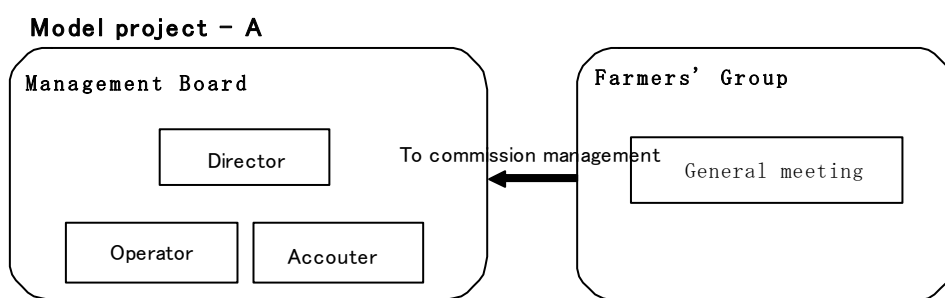 Model project - A
Management Board
Farmers' Group
Director
To commission management
General meeting
Operator
Accouter